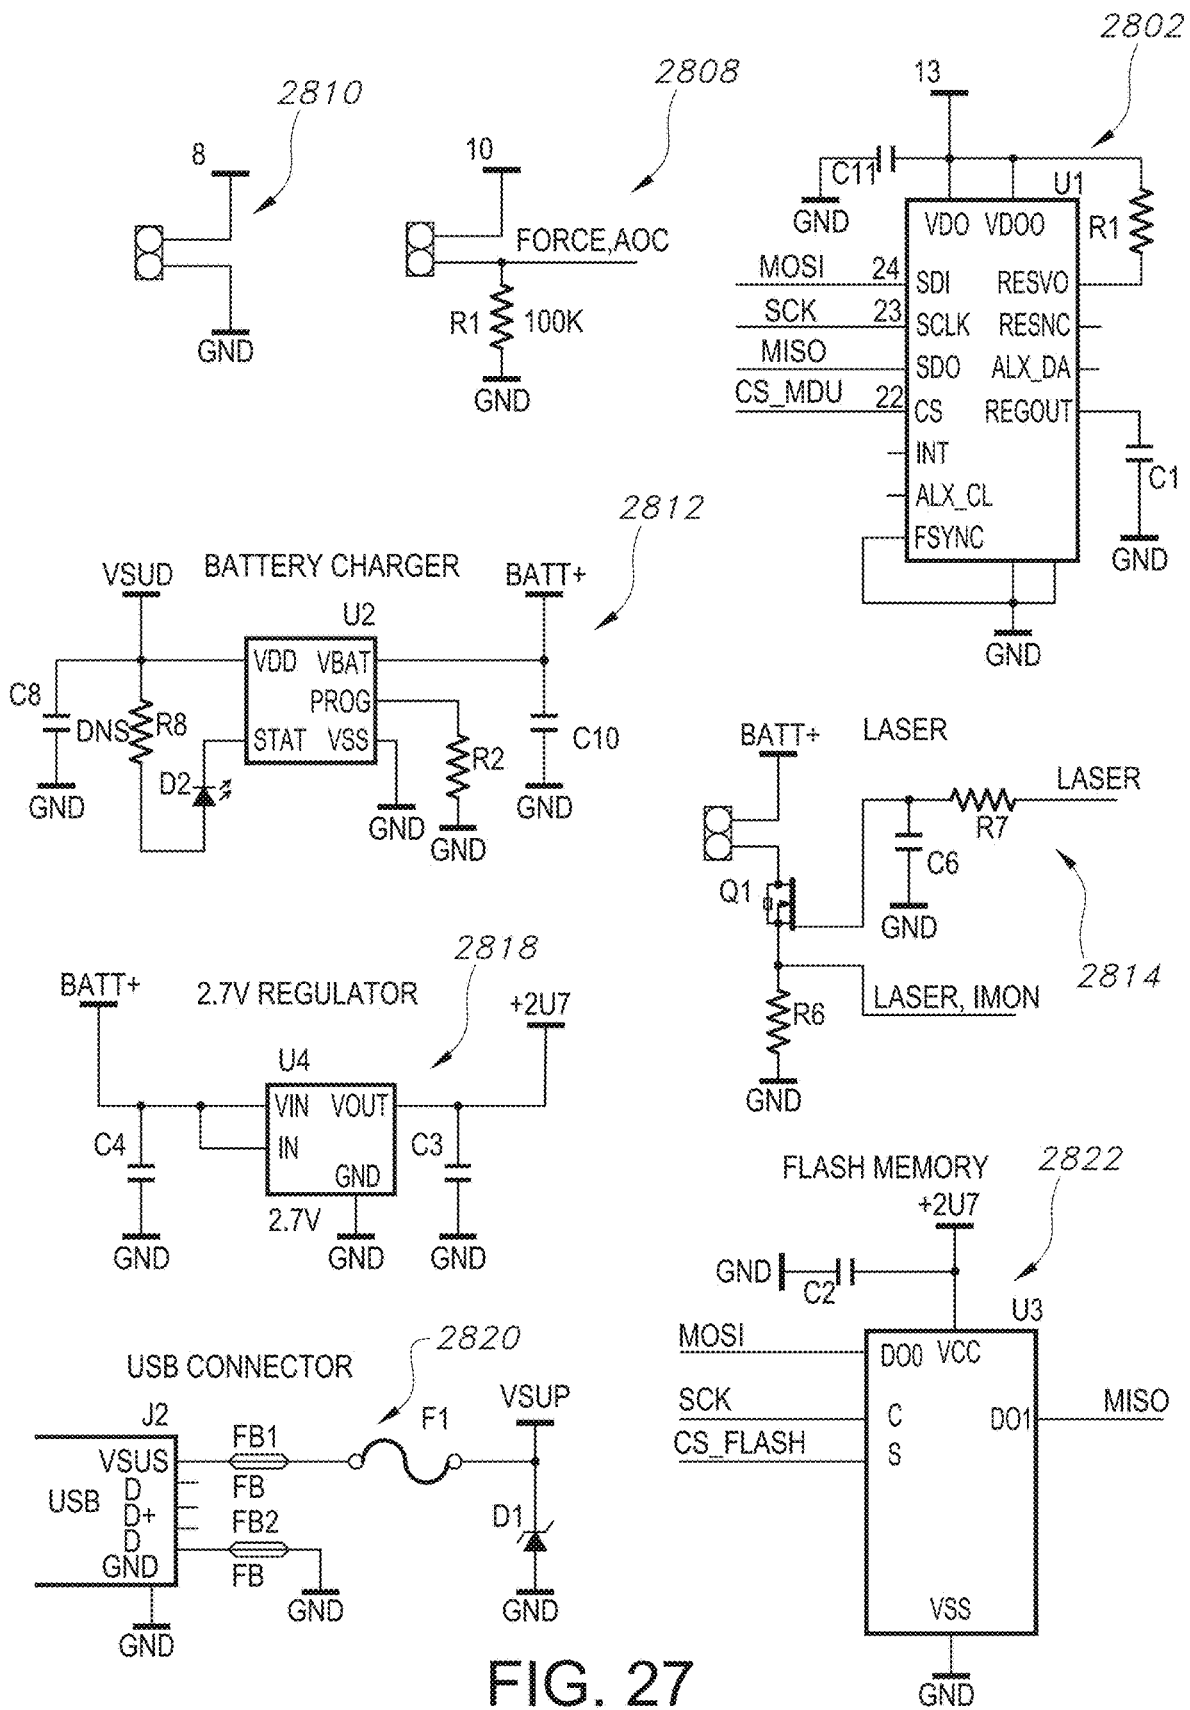 2802
2810
2808
13
8
10
C11
U1
GND
VDO VDOO
R1
FORCE,AOC
MOSI 24 SDI RESVO
SCK 23 SCLK RESNC
MISO SDO ALX_DA
CS_MDU 22 CS REGOUT
R1 100K
GND
GND
INT
C1
ALX_CL
FSYNC
GND
GND
2812
BATTERY CHARGER
VSUD
BATT+
U2
VDD VBAT
PROG
STAT VSS
C8
DNS
R8
D2
R2
C10
GND
GND
GND
GND
BATT+
LASER
LASER
R7
C6
Q1
GND
2814
LASER, IMON
R6
GND
2818
BATT+
2.7V REGULATOR
+2U7
U4
VIN VOUT
IN
GND
C4
C3
2.7V
GND
GND
GND
2822
FLASH MEMORY
+2U7
GND
C2
U3
MOSI
DO0 VCC
SCK
C DO1
MISO
CS_FLASH
S
VSS
GND
2820
USB CONNECTOR
J2
FB1
F1
VSUP
VSUS
FB
D
USB
D+
FB2
D
GND
FB
D1
GND
GND
GND
FIG. 27